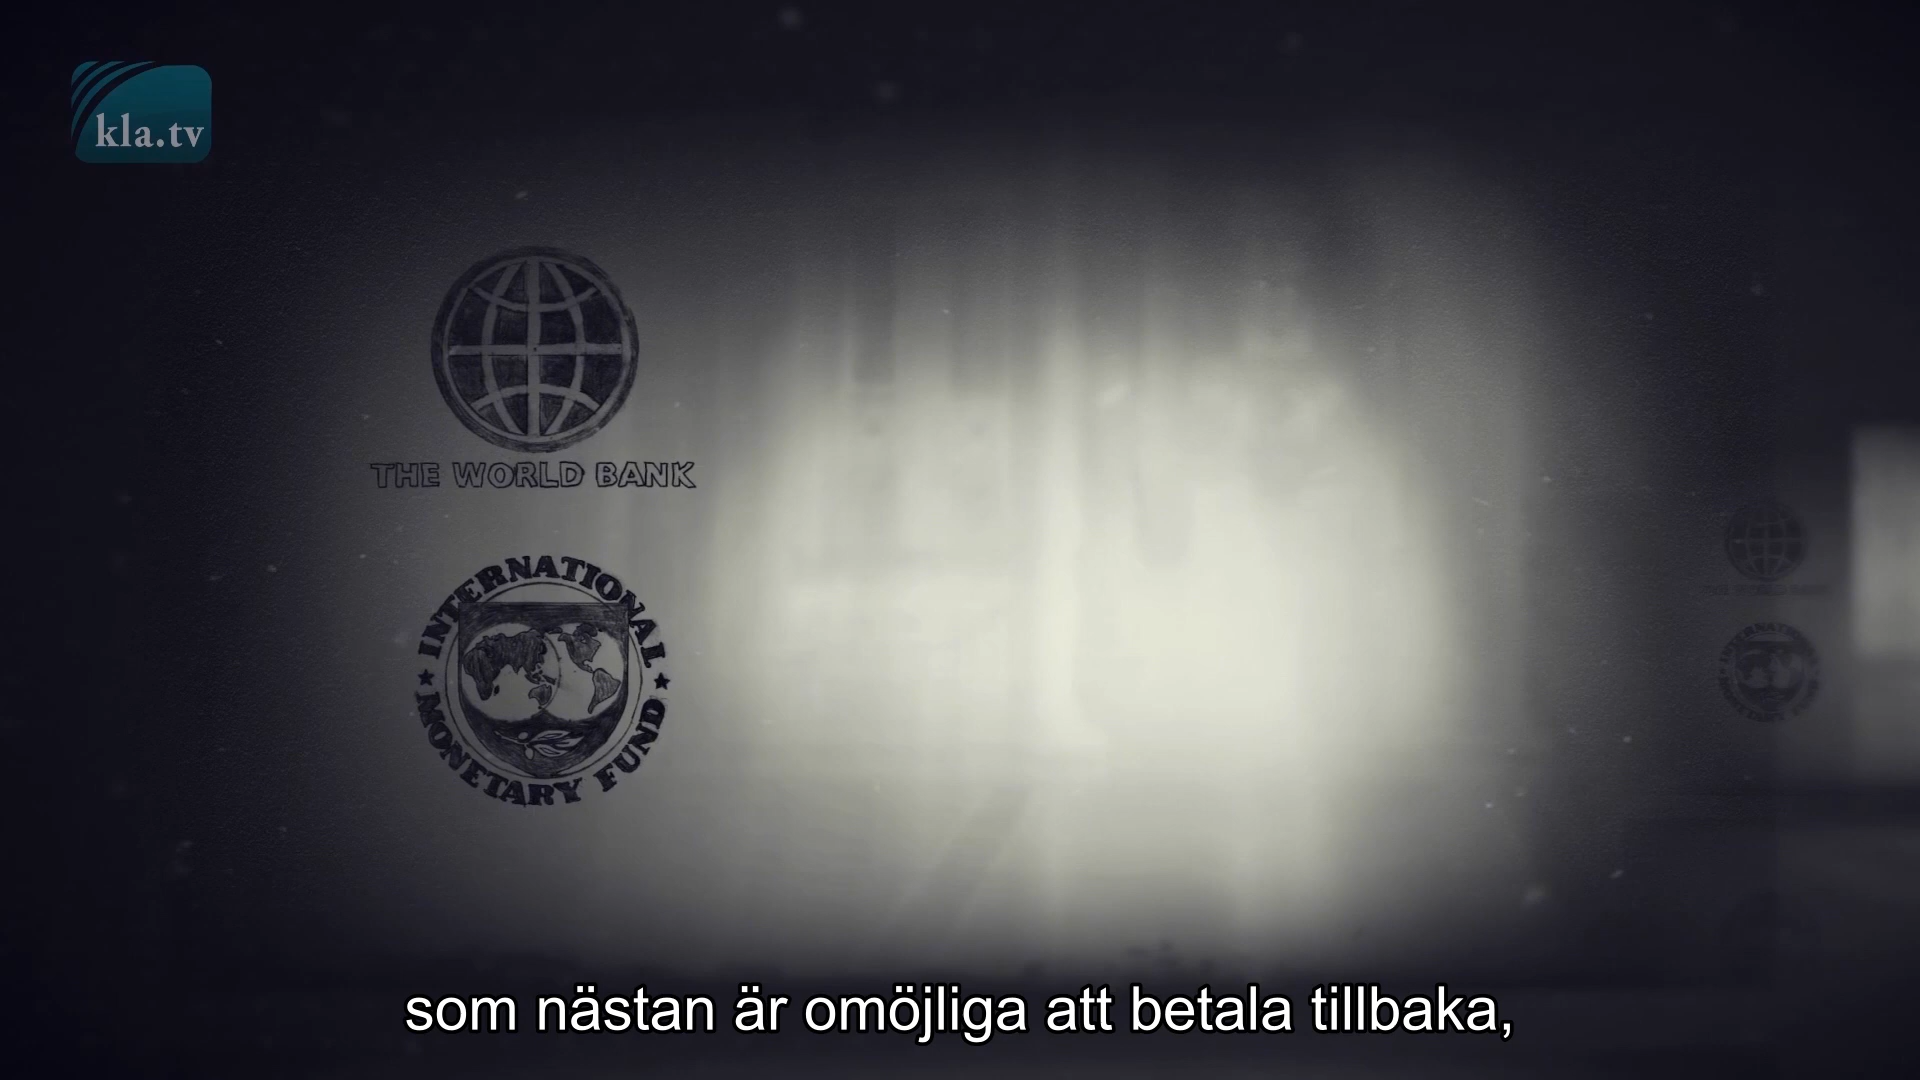 kla.tv
THE WORLD BANK
INTERNATIONAL
MONETARY FUND
som nästan är omöjliga att betala tillbaka,